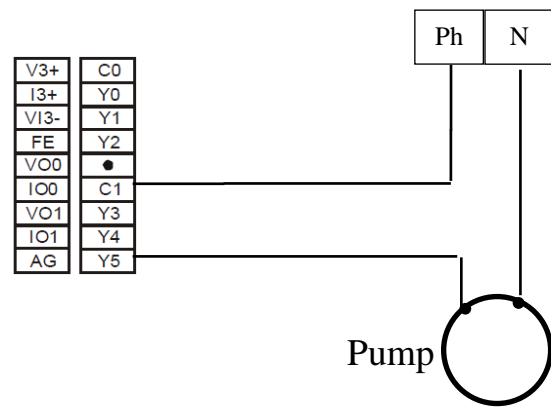 Ph N
V3+ C0
I3+ Y0
VI3- Y1
FE Y2
VO0 •
IO0 C1
VO1 Y3
IO1 Y4
AG Y5
Pump